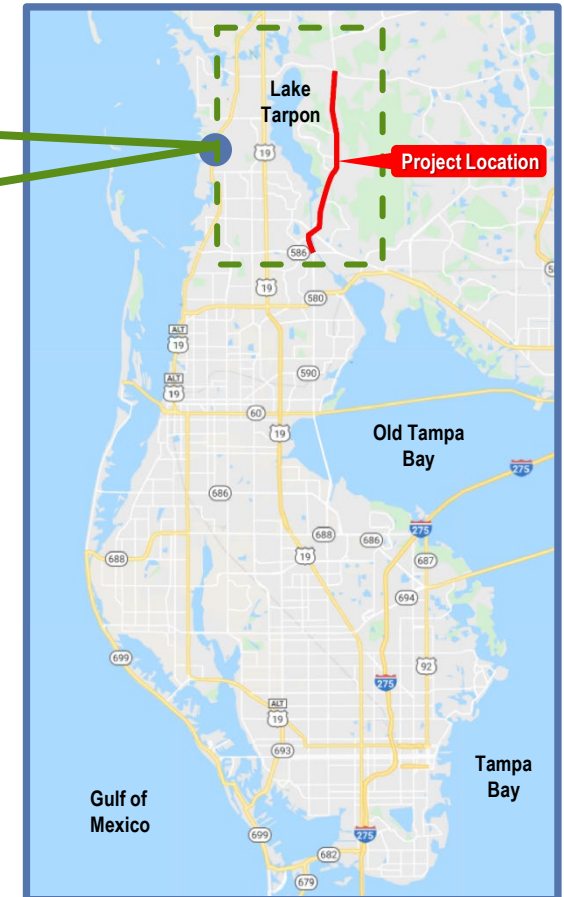 Lake
Tarpon
19
Project Location
586
19
580
ALT
19
590
ALT
19
60
19
Old Tampa
Bay
275
686
688
686
275
688
19
687
694
699
92
275
ALT
19
693
Tampa
Bay
Gulf of
Mexico
699
275
682
679